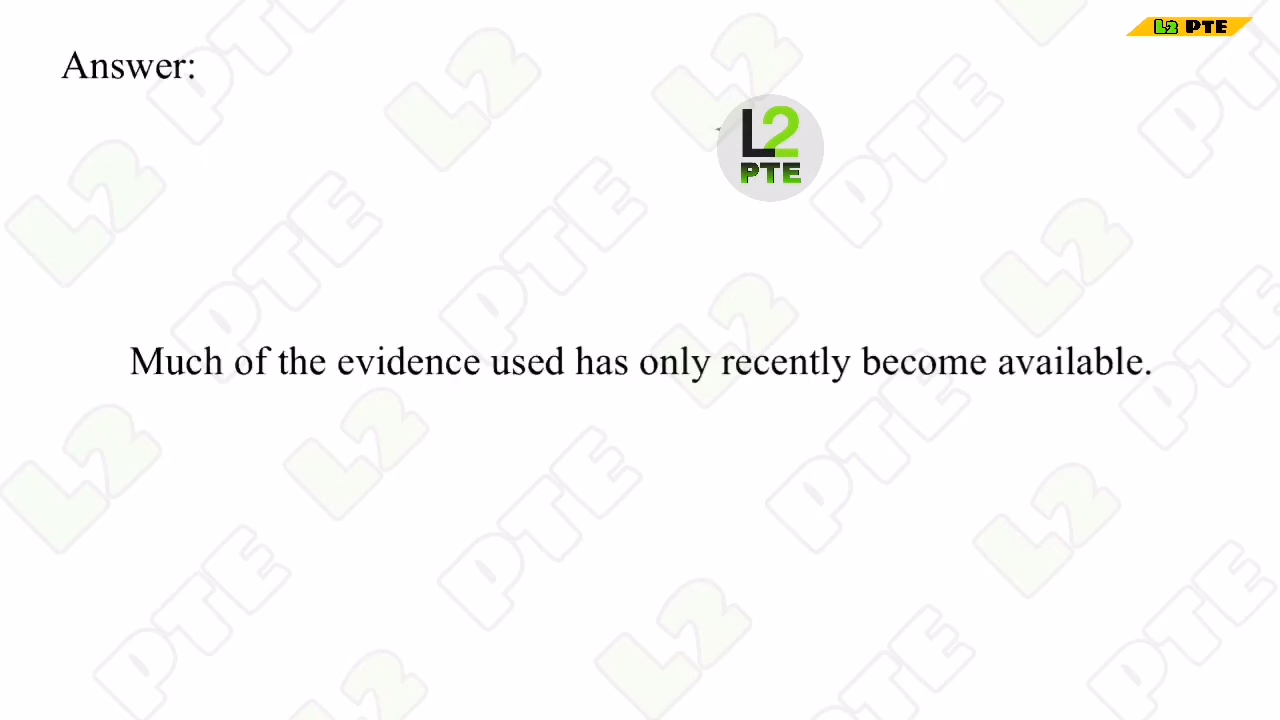 L2 PTE
Answer:
L2
PTE
Much of the evidence used has only recently become available.